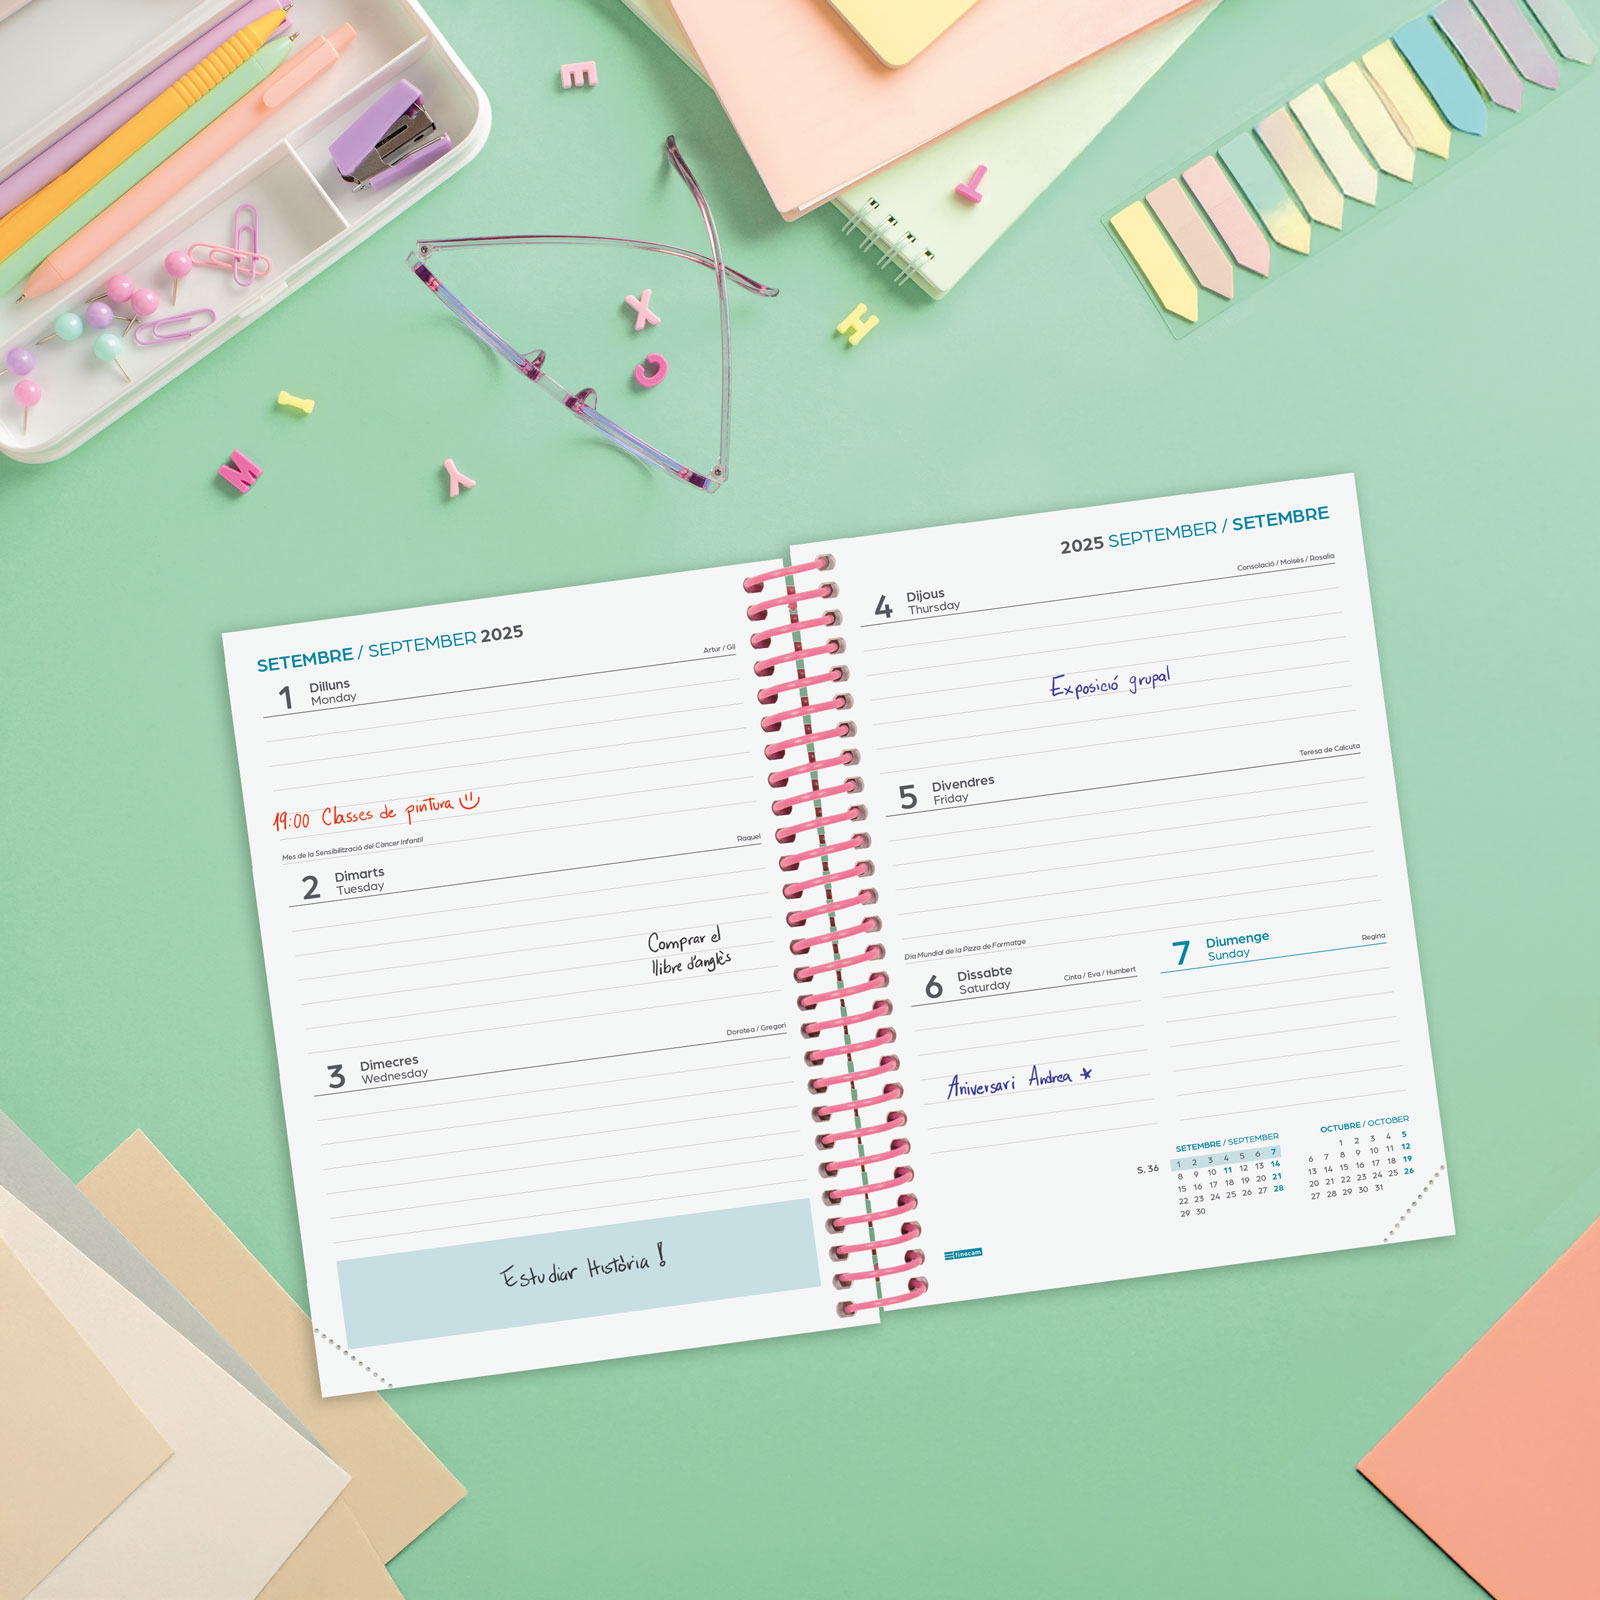 E
T
X
H
C
I
M
Y
SETEMBRE / SEPTEMBER 2025
Artur / Gil
1 Dilluns
Monday
19:00 Classes de pintura
Mes de la Sensibilització del Càncer Infantil
Raquel
2 Dimarts
Tuesday
Comprar el
llibre d'anglès
Dorotea / Gregori
3 Dimecres
Wednesday
Estudiar Història!
2025 SEPTEMBER / SETEMBRE
Consolació / Moisès / Rosalia
4 Dijous
Thursday
Exposició grupal
Teresa de Calcuta
5 Divendres
Friday
Día Mundial de la Pizza de Formatge
6 Dissabte
Saturday
Cinta / Eva / Humbert
Aniversari Andrea
7 Diumenge
Sunday
Regina
S. 36
SETEMBRE / SEPTEMBER
1 2 3 4 5 6 7
8 9 10 11 12 13 14
15 16 17 18 19 20 21
22 23 24 25 26 27 28
29 30
OCTUBRE / OCTOBER
1 2 3 4 5
6 7 8 9 10 11 12
13 14 15 16 17 18 19
20 21 22 23 24 25 26
27 28 29 30 31
finocam